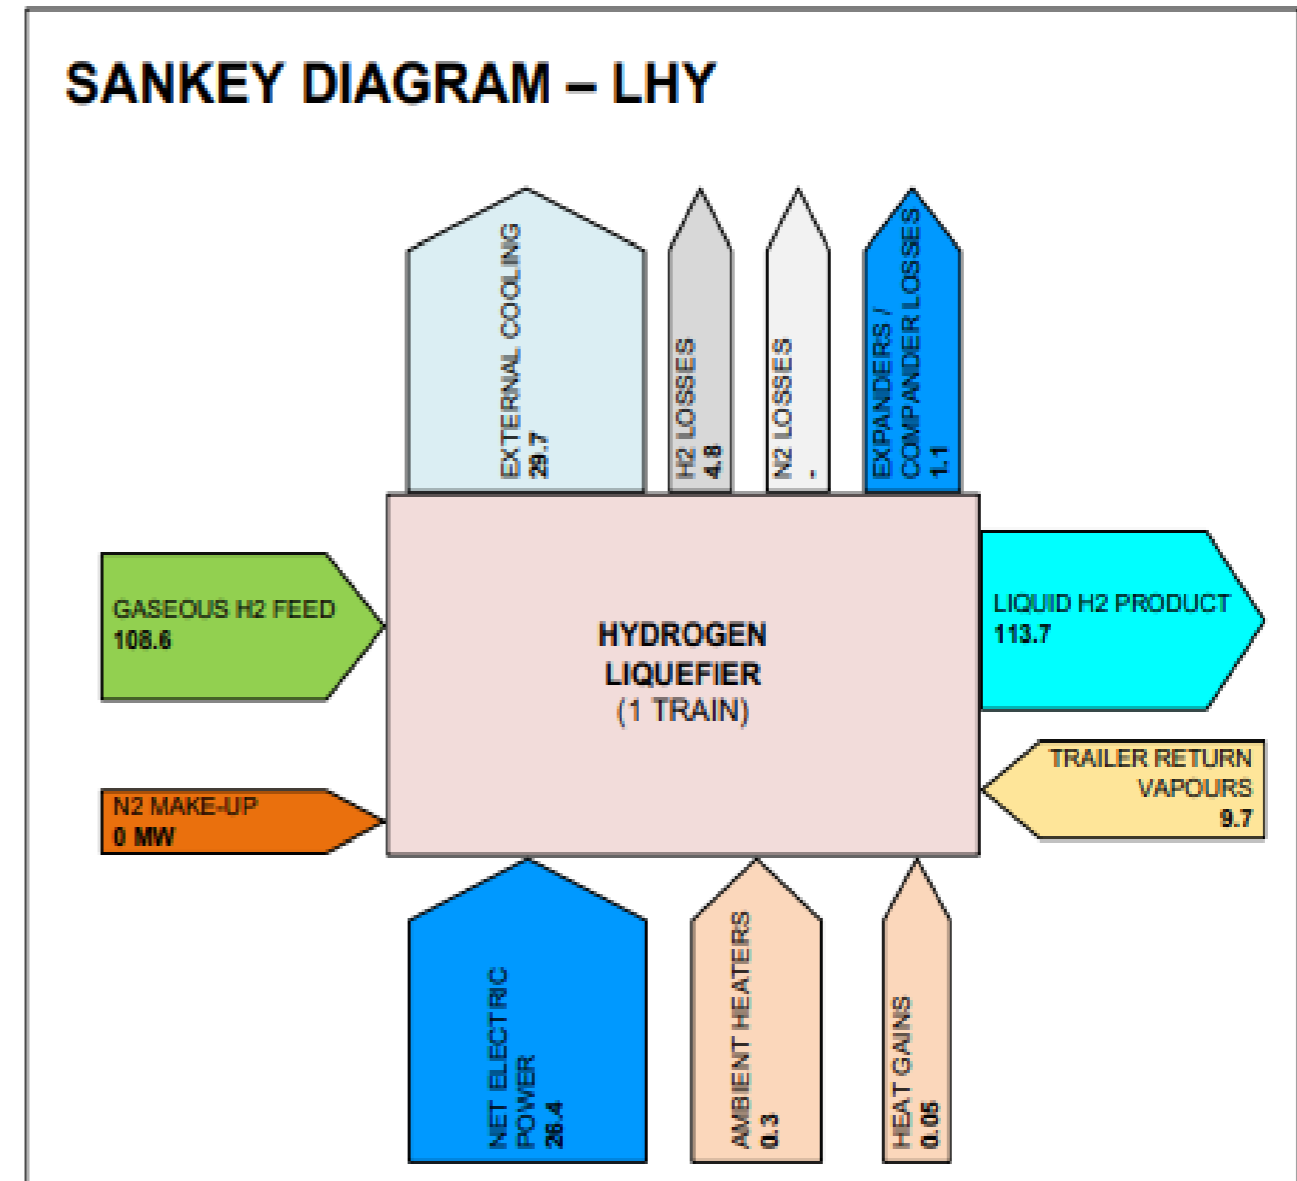 SANKEY DIAGRAM – LHY
EXTERNAL COOLING
29.7
H2 LOSSES
4.8
N2 LOSSES
-
EXPANDERS /
COMPANDER LOSSES
1.1
GASEOUS H2 FEED
108.6
HYDROGEN
LIQUEFIER
(1 TRAIN)
LIQUID H2 PRODUCT
113.7
N2 MAKE-UP
0 MW
TRAILER RETURN
VAPOURS
9.7
NET ELECTRIC
POWER
26.4
AMBIENT HEATERS
0.3
HEAT GAINS
0.05